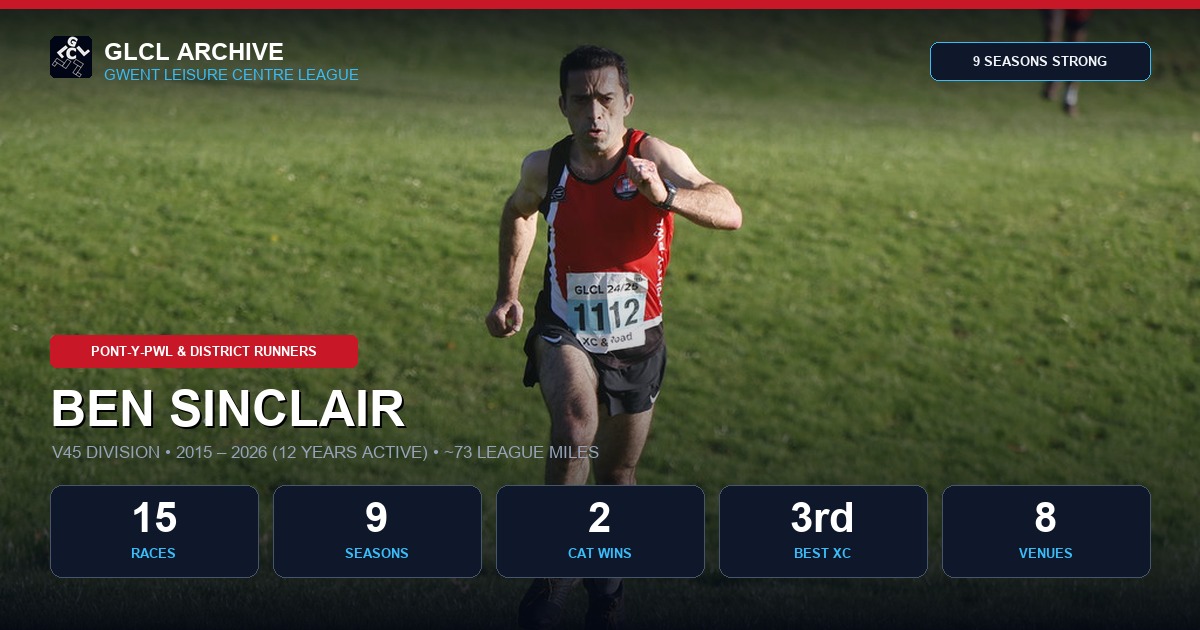 GLCL ARCHIVE
GWENT LEISURE CENTRE LEAGUE
9 SEASONS STRONG
GLCL 24/25
1112
XC & Road
PONT-Y-PWL & DISTRICT RUNNERS
BEN SINCLAIR
V45 DIVISION • 2015 – 2026 (12 YEARS ACTIVE) • ~73 LEAGUE MILES
15
RACES
9
SEASONS
2
CAT WINS
3rd
BEST XC
8
VENUES